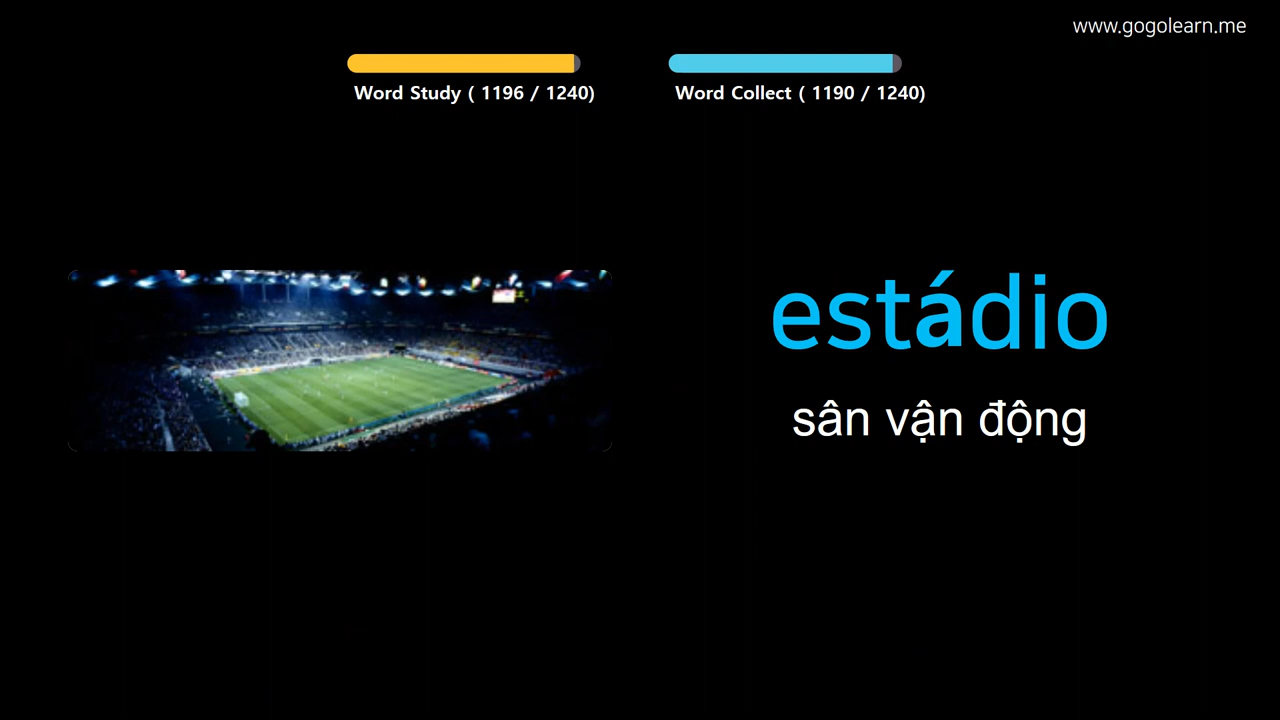 www.gogolearn.me
Word Study ( 1196 / 1240)
Word Collect ( 1190 / 1240)
estádio
sân vận động